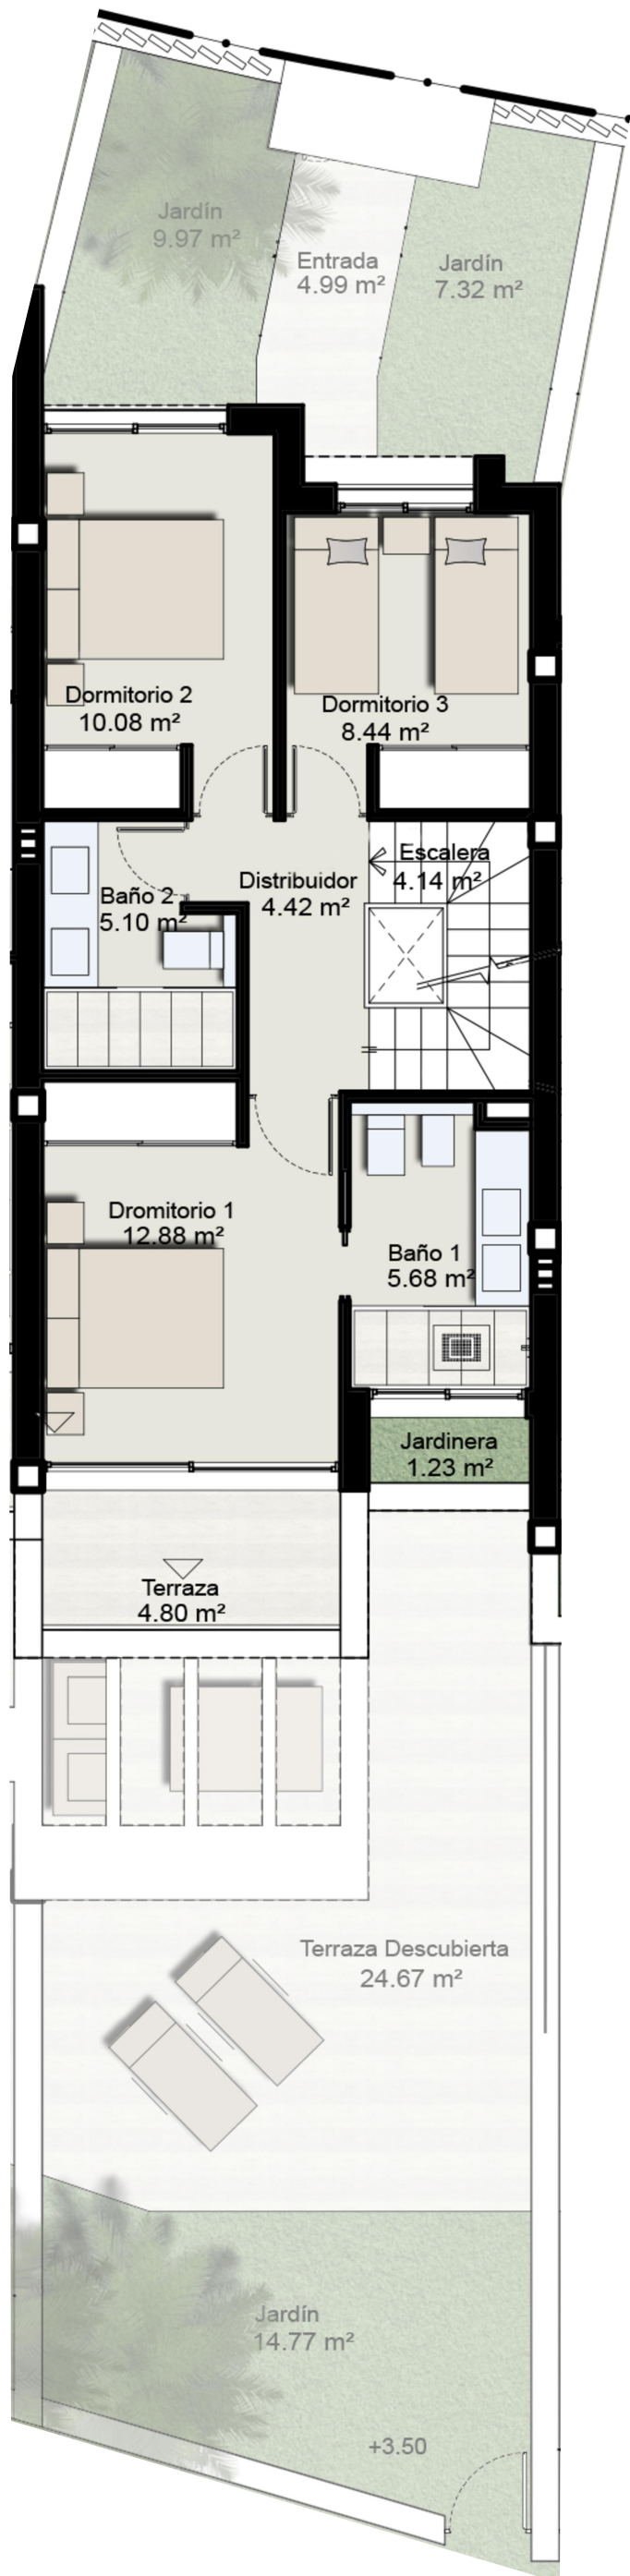 Jardín
9.97 m²
Entrada
4.99 m²
Jardín
7.32 m²
Dormitorio 2
10.08 m²
Dormitorio 3
8.44 m²
Escalera
4.14 m²
Distribuidor
4.42 m²
Baño 2
5.10 m²
Dromitorio 1
12.88 m²
Baño 1
5.68 m²
Jardinera
1.23 m²
Terraza
4.80 m²
Terraza Descubierta
24.67 m²
Jardín
14.77 m²
+3.50